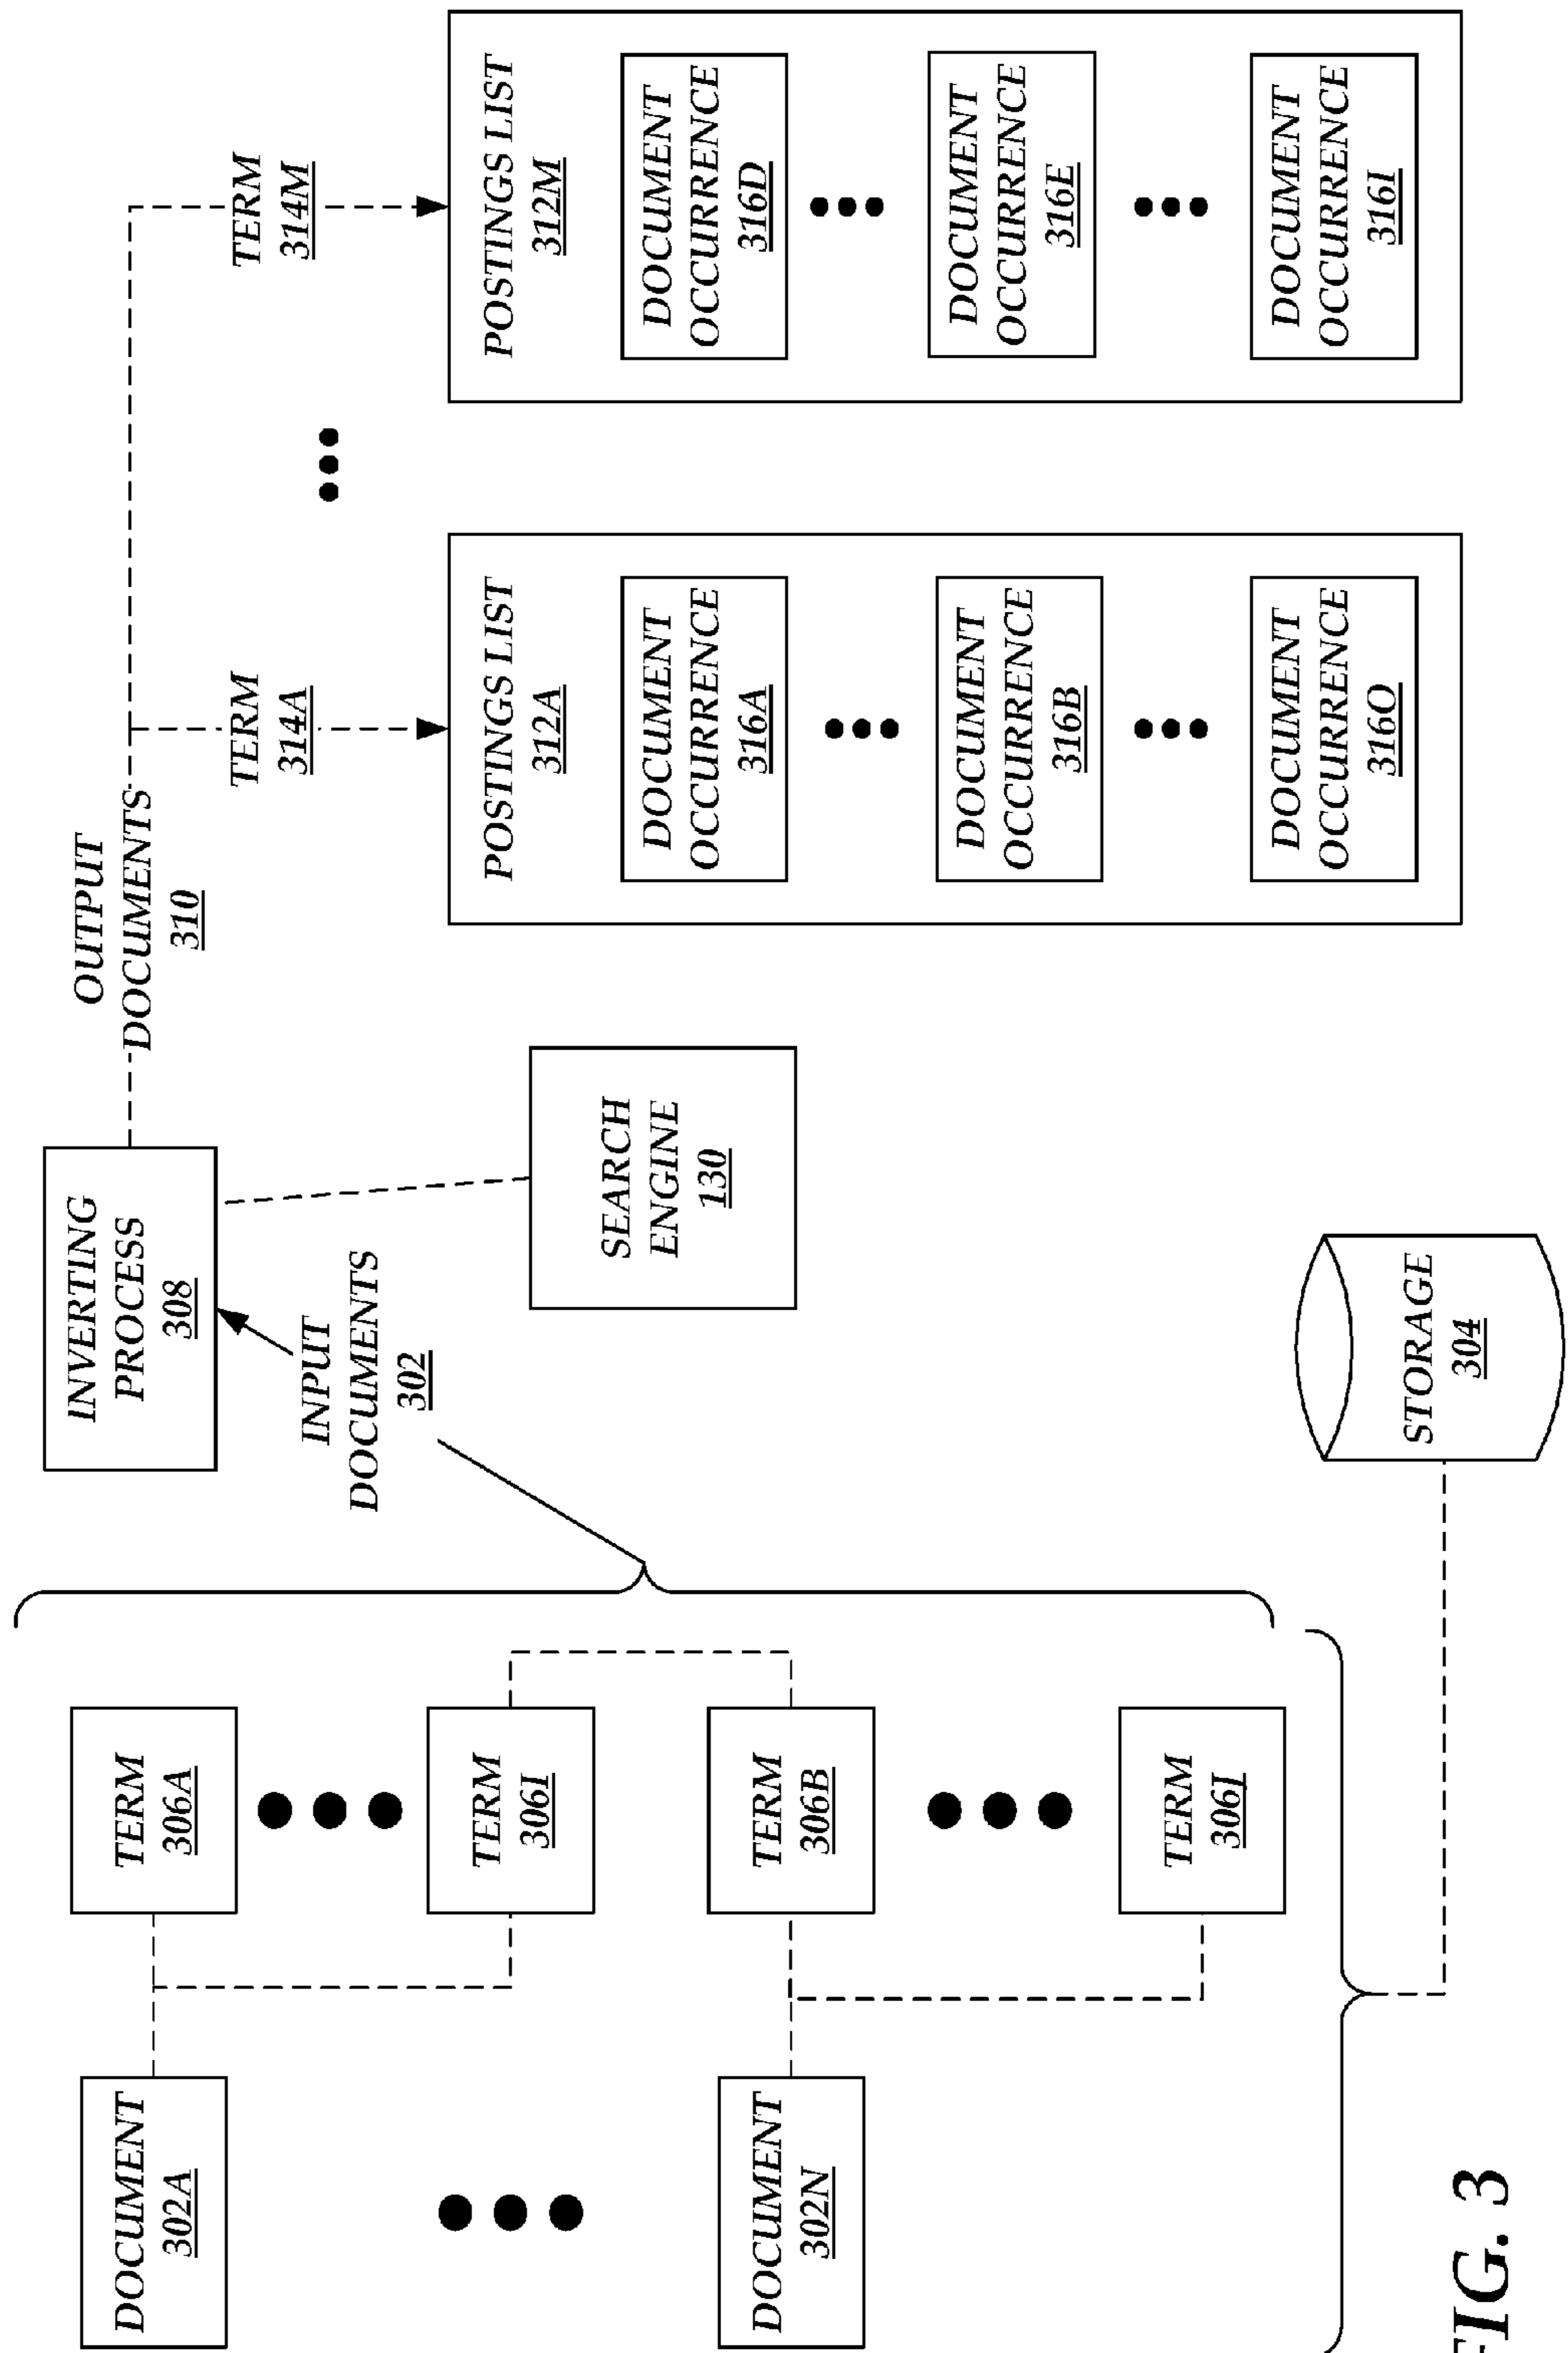 DOCUMENT
302A
TERM
306A
TERM
306I
DOCUMENT
302N
TERM
306B
TERM
306J
INPUT
DOCUMENTS
302
INVERTING
PROCESS
308
SEARCH
ENGINE
130
STORAGE
304
OUTPUT
DOCUMENTS
310
TERM
314A
POSTINGS LIST
312A
DOCUMENT
OCCURRENCE
316A
DOCUMENT
OCCURRENCE
316B
DOCUMENT
OCCURRENCE
316O
TERM
314M
POSTINGS LIST
312M
DOCUMENT
OCCURRENCE
316D
DOCUMENT
OCCURRENCE
316E
DOCUMENT
OCCURRENCE
316I
FIG. 3